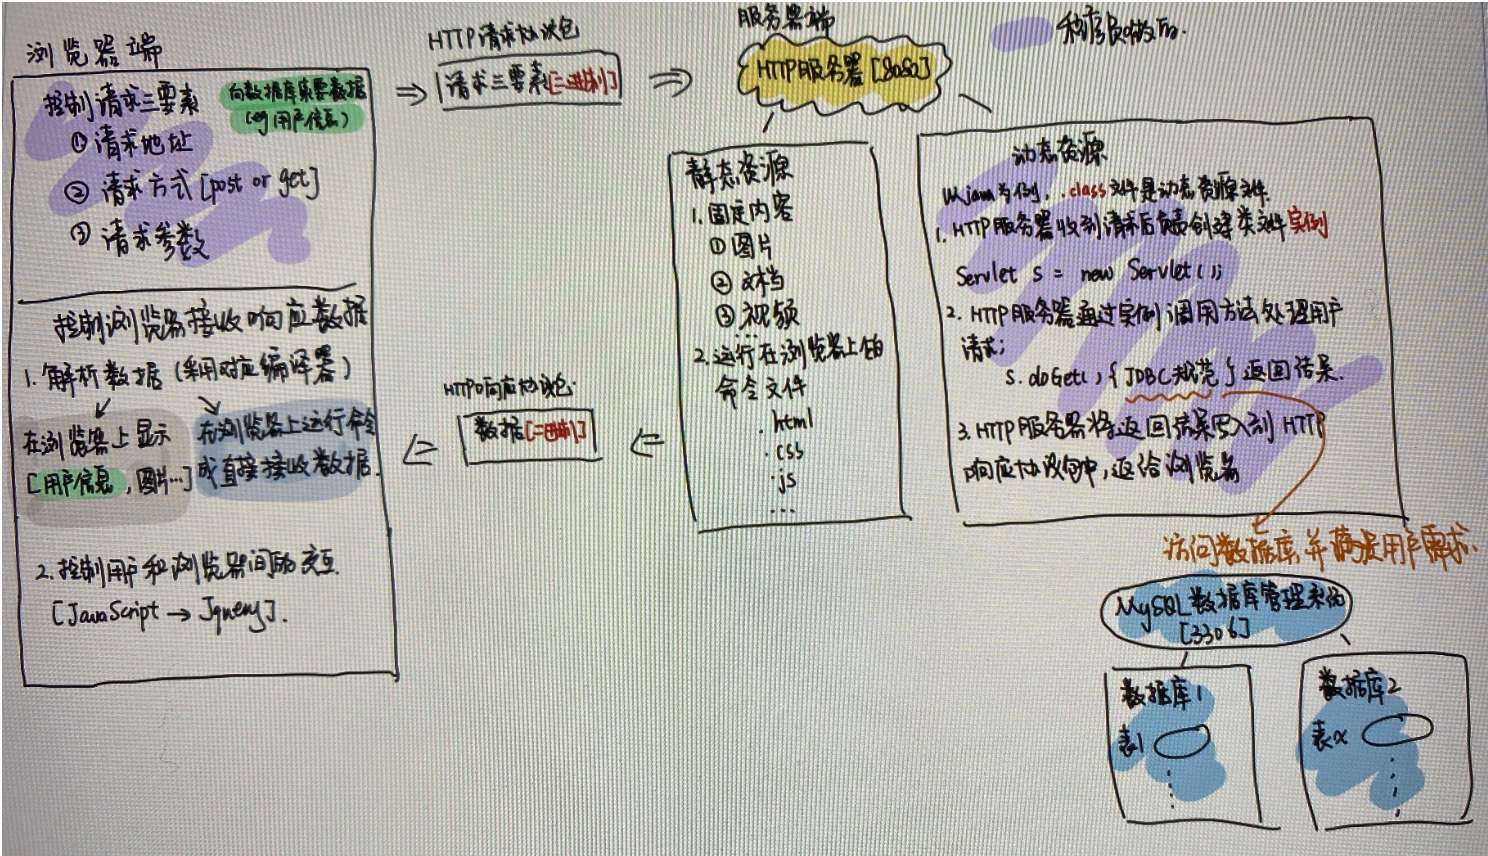 浏览器端
控制请求三要素
①请求地址
②请求方式[post or get]
③请求参数
向数据库索要数据
(eg用户信息)
控制浏览器接收响应数据
1.解析数据(采用对应编译器)
在浏览器上显示
[用户信息,图片…]
在浏览器上运行命令
或直接接收数据.
2.控制用户和浏览器间的交互.
[JavaScript → Jquery].
HTTP请求协议包
请求三要素[二进制]
服务器端
HTTP服务器[8080]
程序员做的.
静态资源
1.固定内容
①图片
②文档
③视频
...
2.运行在浏览器上的
命令文件
.html
.css
.js
...
HTTP响应协议包.
数据[二进制]
动态资源
以java为例, .class文件是动态资源文件.
1.HTTP服务器收到请求后负责创建类文件实例
Servlet s = new Servlet();
2.HTTP服务器通过实例调用方法处理用户
请求;
s.doGet(){JDBC规范}返回结果.
3.HTTP服务器将返回结果写入到HTTP
响应协议包中,返给浏览器
访问数据库,并满足用户需求.
MySQL数据库管理系统
[3306]
数据库1
表1
数据库2
表x